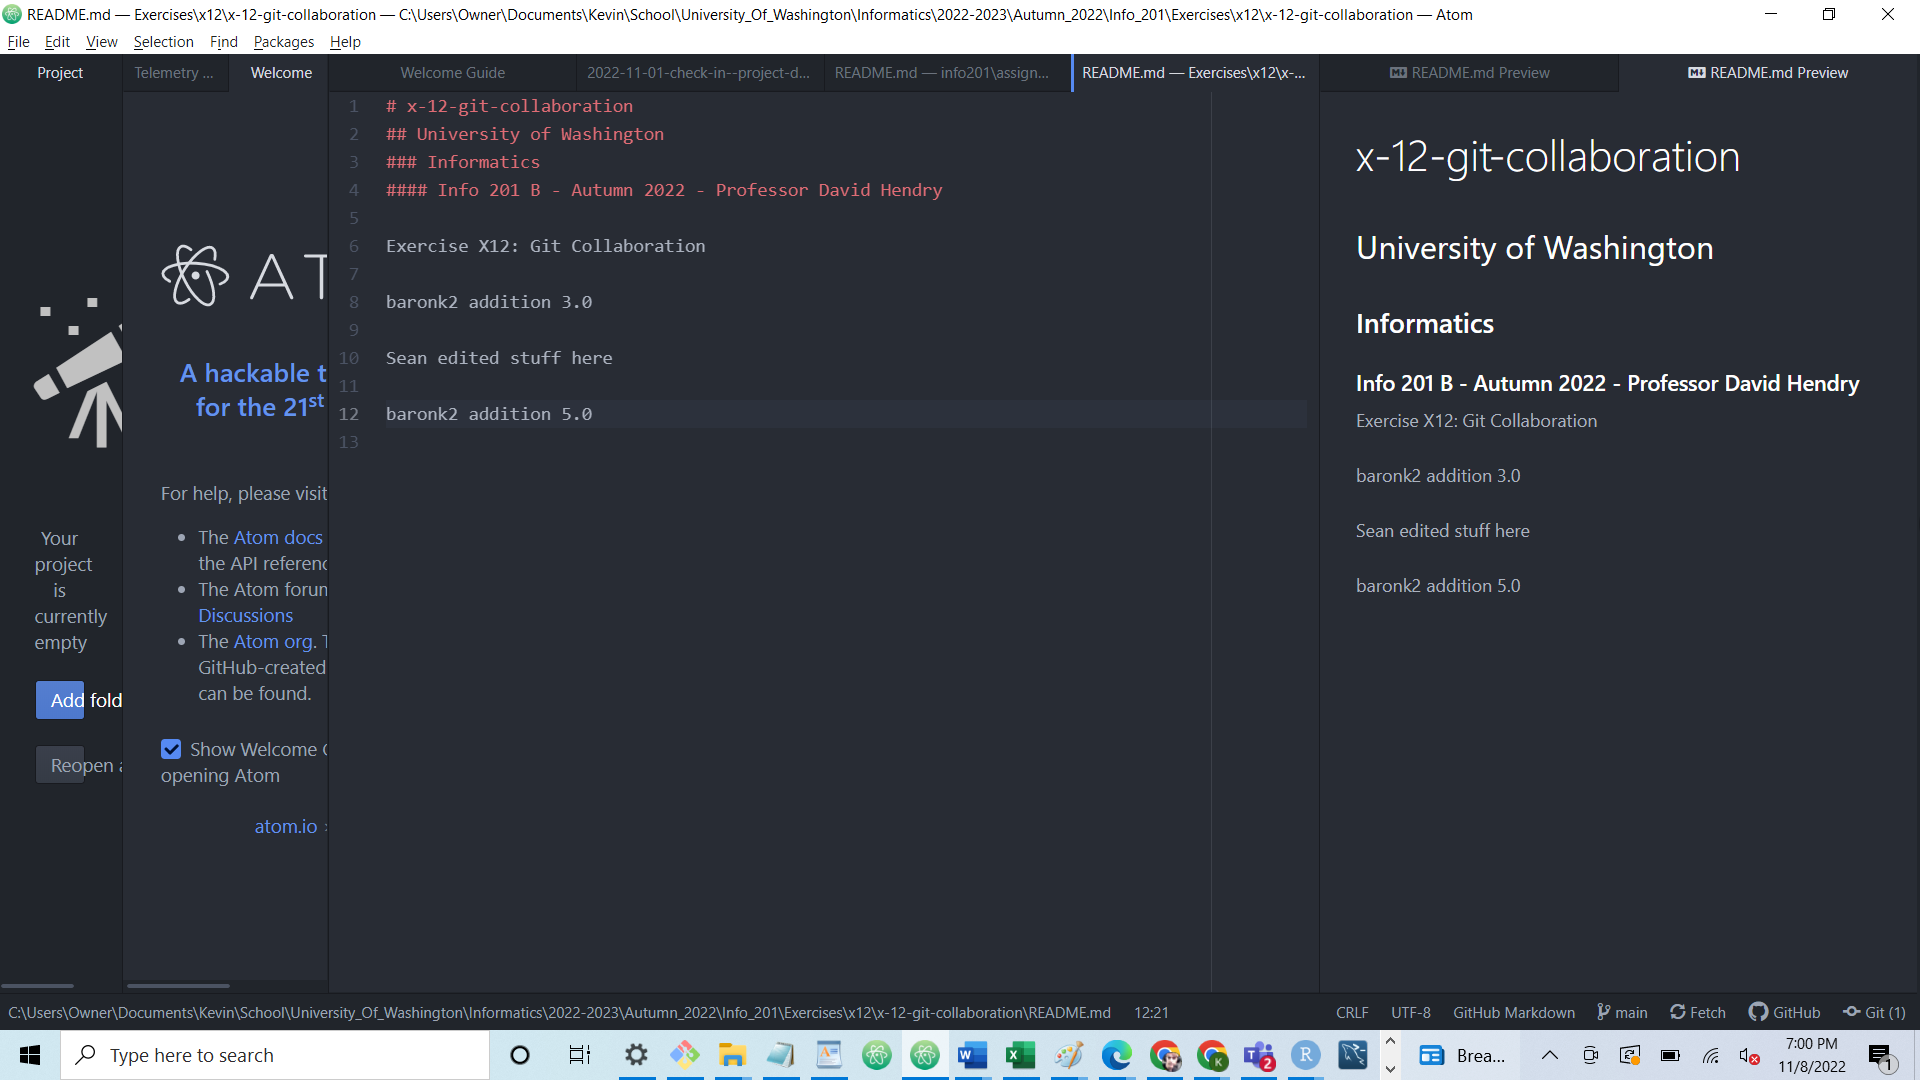 README.md — Exercises\x12\x-12-git-collaboration — C:\Users\Owner\Documents\Kevin\School\University_Of_Washington\Informatics\2022-2023\Autumn_2022\Info_201\Exercises\x12\x-12-git-collaboration — Atom
File Edit View Selection Find Packages Help
Project
Telemetry ...
Welcome
Welcome Guide
2022-11-01-check-in--project-d...
README.md — info201\assign...
README.md — Exercises\x12\x-...
README.md Preview
README.md Preview
Your
project
is
currently
empty
Add fold
Reopen a
AT
A hackable t
for the 21st
For help, please visit
The Atom docs
the API referenc
The Atom forun
Discussions
The Atom org. T
GitHub-created
can be found.
Show Welcome G
opening Atom
atom.io
1 # x-12-git-collaboration
2 ## University of Washington
3 ### Informatics
4 #### Info 201 B - Autumn 2022 - Professor David Hendry
5
6 Exercise X12: Git Collaboration
7
8 baronk2 addition 3.0
9
10 Sean edited stuff here
11
12 baronk2 addition 5.0
13
x-12-git-collaboration
University of Washington
Informatics
Info 201 B - Autumn 2022 - Professor David Hendry
Exercise X12: Git Collaboration
baronk2 addition 3.0
Sean edited stuff here
baronk2 addition 5.0
C:\Users\Owner\Documents\Kevin\School\University_Of_Washington\Informatics\2022-2023\Autumn_2022\Info_201\Exercises\x12\x-12-git-collaboration\README.md 12:21
CRLF UTF-8 GitHub Markdown main Fetch GitHub Git (1)
Type here to search
Brea...
7:00 PM
11/8/2022
1